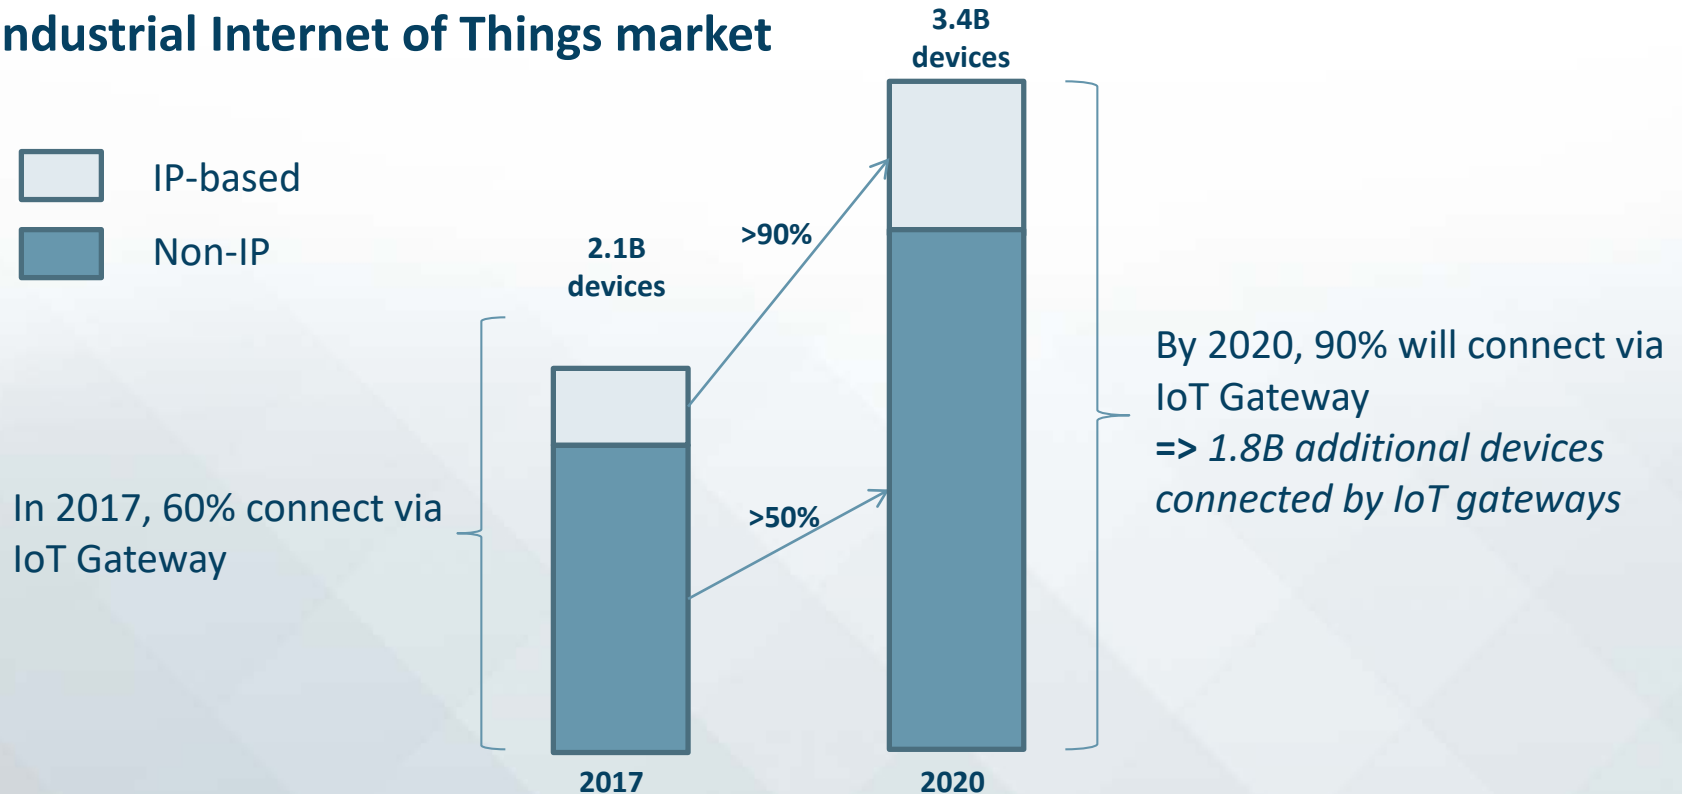 ndustrial Internet of Things market
IP-based
Non-IP
2.1B
devices
3.4B
devices
>90%
>50%
In 2017, 60% connect via
IoT Gateway
By 2020, 90% will connect via
IoT Gateway
=> 1.8B additional devices
connected by IoT gateways
2017
2020